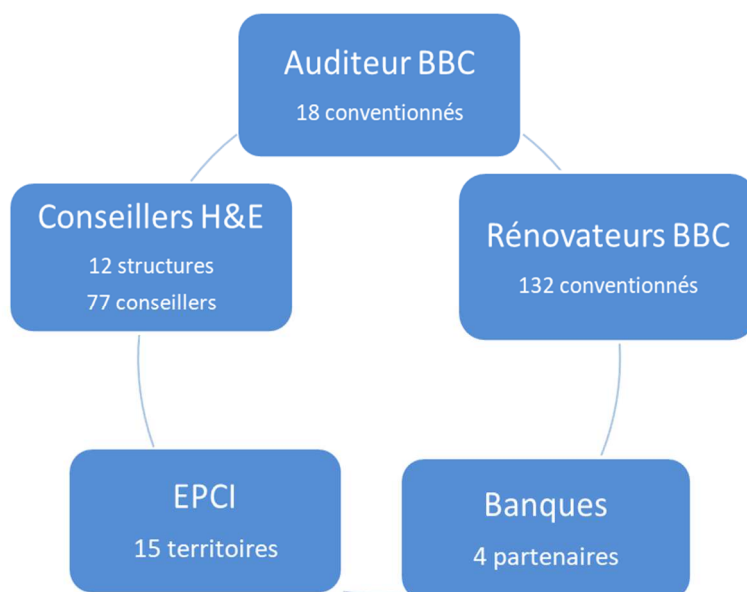 Auditeur BBC
18 conventionnés
Conseillers H&E
12 structures
77 conseillers
Rénovateurs BBC
132 conventionnés
EPCI
15 territoires
Banques
4 partenaires